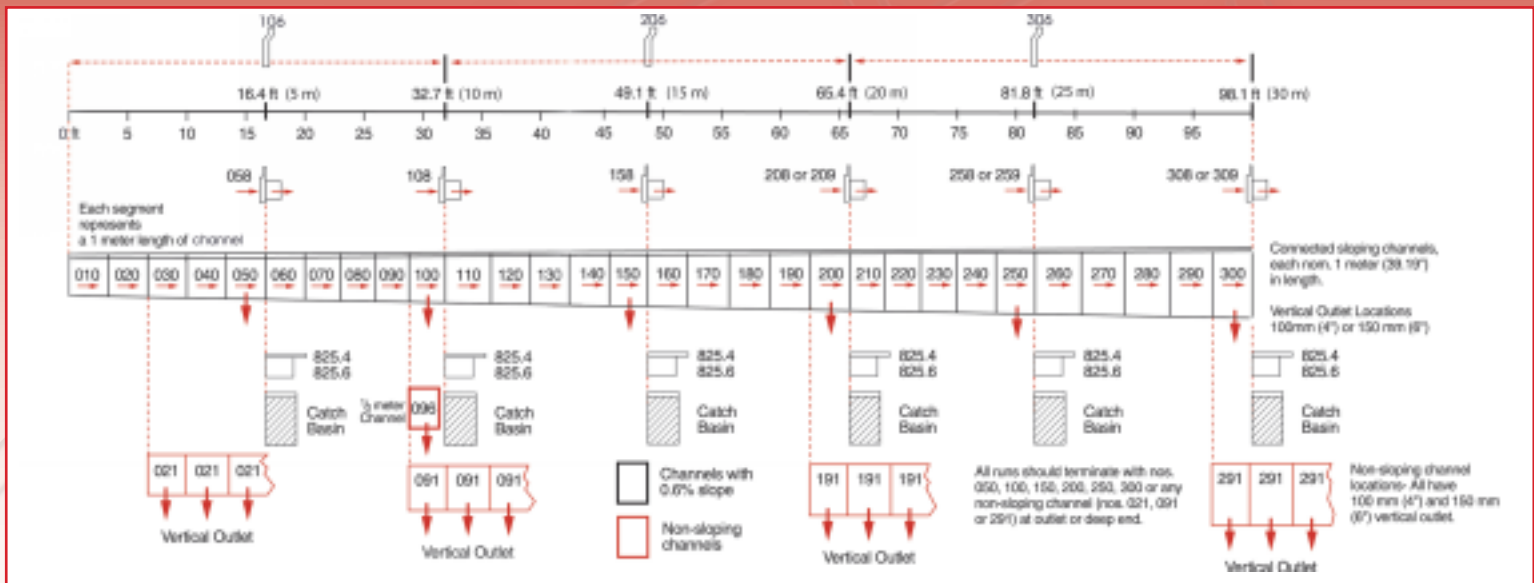 106
206
306
16.4 ft (5 m)
32.7 ft (10 m)
49.1 ft (15 m)
65.4 ft (20 m)
81.8 ft (25 m)
98.1 ft (30 m)
0 ft 5 10 15 20 25 30 35 40 45 50 55 60 65 70 75 80 85 90 95
058
108
158
208 or 209
258 or 259
308 or 309
Each segment
represents
a 1 meter length of channel
010 020 030 040 050 060 070 080 090 100 110 120 130 140 150 160 170 180 190 200 210 220 230 240 250 260 270 280 290 300
Connected sloping channels,
each nom. 1 meter (39.19")
in length.
Vertical Outlet Locations
100mm (4") or 150 mm (6")
825.4
825.6
825.4
825.6
825.4
825.6
825.4
825.6
825.4
825.6
825.4
825.6
½ meter
Channel
096
Catch
Basin
Catch
Basin
Catch
Basin
Catch
Basin
Catch
Basin
Catch
Basin
021 021 021
Vertical Outlet
091 091 091
Vertical Outlet
Channels with
0.6% slope
Non-sloping
channels
191 191 191
Vertical Outlet
All runs should terminate with nos.
050, 100, 150, 200, 250, 300 or any
non-sloping channel (nos. 021, 091
or 291) at outlet or deep end.
291 291 291
Vertical Outlet
Non-sloping channel
locations- All have
100 mm (4") and 150 mm
(6") vertical outlet.